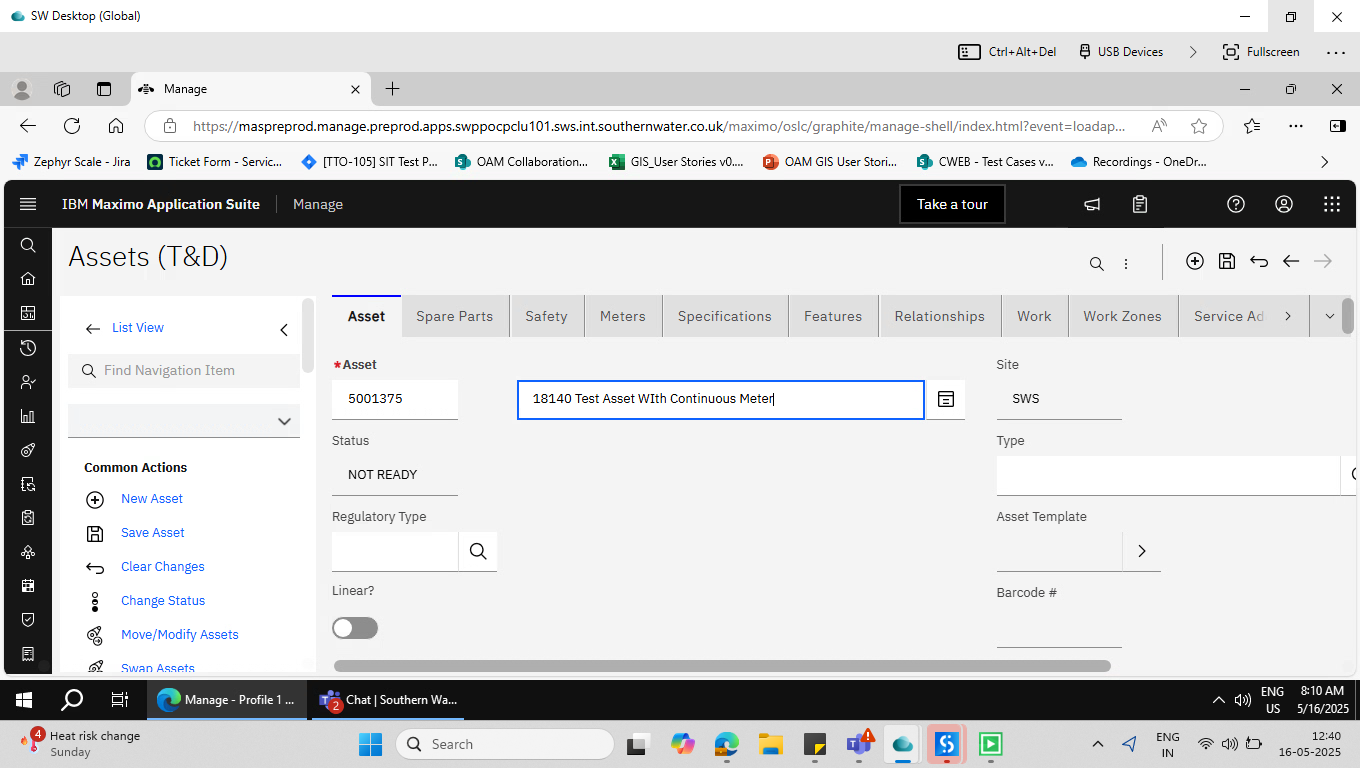 SW Desktop (Global)
Ctrl+Alt+Del
USB Devices
Fullscreen
Manage
https://maspreprod.manage.preprod.apps.swppocpclu101.sws.int.southernwater.co.uk/maximo/oslc/graphite/manage-shell/index.html?event=loadap...
Zephyr Scale - Jira
Ticket Form - Servic...
[TTO-105] SIT Test P...
OAM Collaboration...
GIS_User Stories v0....
OAM GIS User Stori...
CWEB - Test Cases v...
Recordings - OneDr...
IBM Maximo Application Suite
Manage
Take a tour
Assets (T&D)
List View
Find Navigation Item
Common Actions
New Asset
Save Asset
Clear Changes
Change Status
Move/Modify Assets
Swap Assets
Asset
Spare Parts
Safety
Meters
Specifications
Features
Relationships
Work
Work Zones
Service Ad
*Asset
5001375
18140 Test Asset WIth Continuous Meter
Site
SWS
Status
NOT READY
Type
Regulatory Type
Asset Template
Linear?
Barcode #
Manage - Profile 1 ...
2
Chat | Southern Wa...
ENG
US
8:10 AM
5/16/2025
4
Heat risk change
Sunday
Search
ENG
IN
12:40
16-05-2025